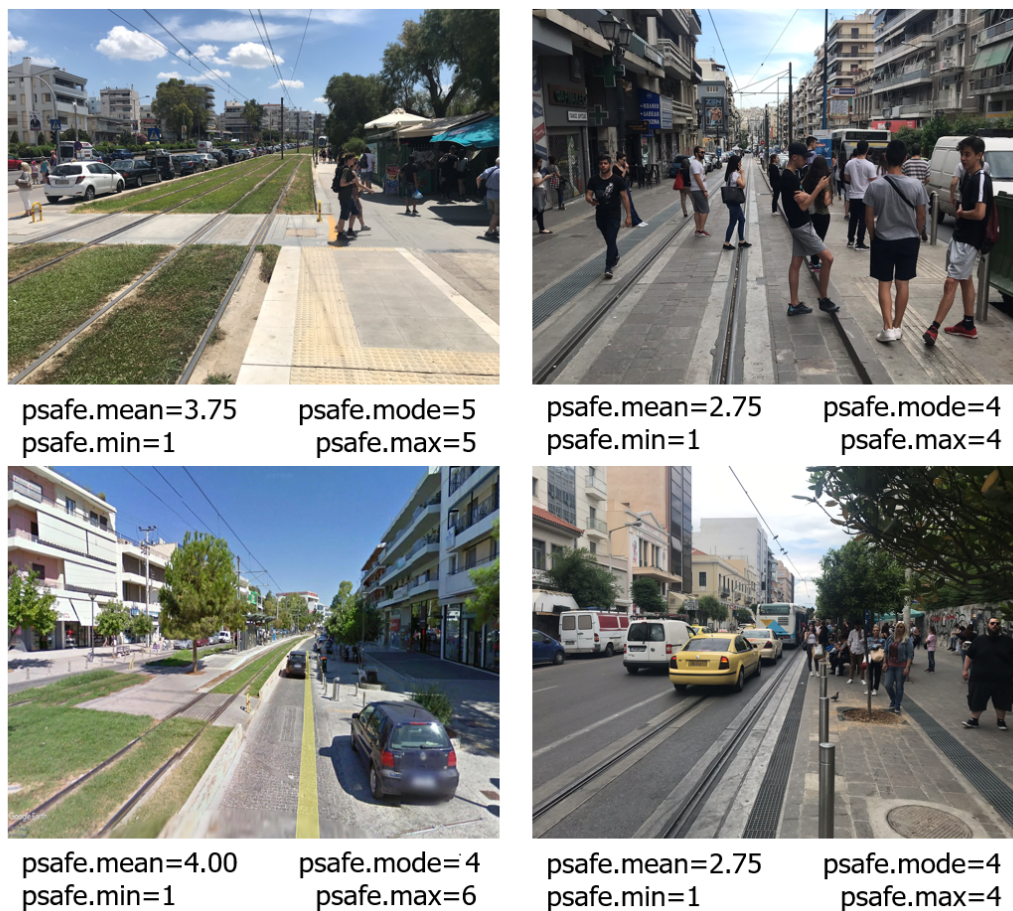 psafe.mean=3.75 psafe.mode=5
psafe.min=1 psafe.max=5
psafe.mean=2.75 psafe.mode=4
psafe.min=1 psafe.max=4
Google Earth
psafe.mean=4.00 psafe.mode=4
psafe.min=1 psafe.max=6
psafe.mean=2.75 psafe.mode=4
psafe.min=1 psafe.max=4